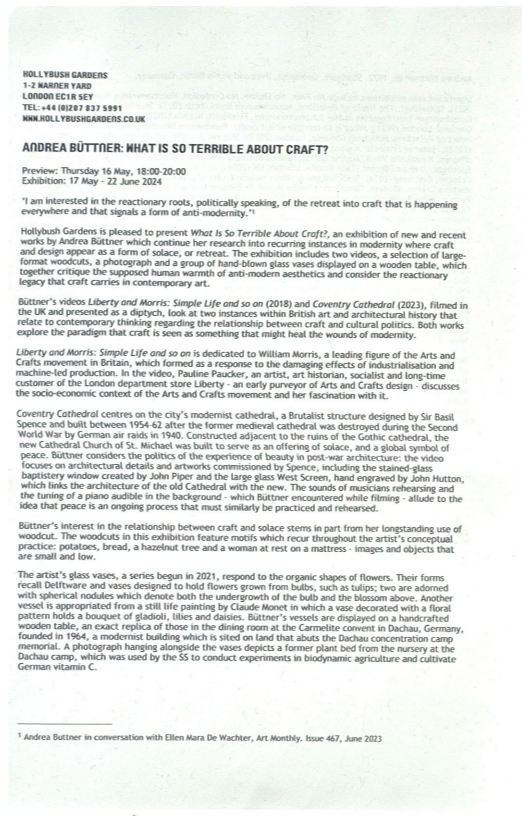 HOLLYBUSH GARDENS
1-2 WARNER YARD
LONDON EC1R 5EY
TEL: +44 (0)207 837 5991
WWW.HOLLYBUSHGARDENS.CO.UK
ANDREA BÜTTNER: WHAT IS SO TERRIBLE ABOUT CRAFT?
Preview: Thursday 16 May, 18:00-20:00
Exhibition: 17 May - 22 June 2024
'I am interested in the reactionary roots, politically speaking, of the retreat into craft that is happening
everywhere and that signals a form of anti-modernity.'¹
Hollybush Gardens is pleased to present What Is So Terrible About Craft?, an exhibition of new and recent
works by Andrea Büttner which continue her research into recurring instances in modernity where craft
and design appear as a form of solace, or retreat. The exhibition includes two videos, a selection of large-
format woodcuts, a photograph and a group of hand-blown glass vases displayed on a wooden table, which
together critique the supposed human warmth of anti-modern aesthetics and consider the reactionary
legacy that craft carries in contemporary art.
Büttner's videos Liberty and Morris: Simple Life and so on (2018) and Coventry Cathedral (2023), filmed in
the UK and presented as a diptych, look at two instances within British art and architectural history that
relate to contemporary thinking regarding the relationship between craft and cultural politics. Both works
explore the paradigm that craft is seen as something that might heal the wounds of modernity.
Liberty and Morris: Simple Life and so on is dedicated to William Morris, a leading figure of the Arts and
Crafts movement in Britain, which formed as a response to the damaging effects of industrialisation and
machine-led production. In the video, Pauline Paucker, an artist, art historian, socialist and long-time
customer of the London department store Liberty - an early purveyor of Arts and Crafts design - discusses
the socio-economic context of the Arts and Crafts movement and her fascination with it.
Coventry Cathedral centres on the city's modernist cathedral, a Brutalist structure designed by Sir Basil
Spence and built between 1954-62 after the former medieval cathedral was destroyed during the Second
World War by German air raids in 1940. Constructed adjacent to the ruins of the Gothic cathedral, the
new Cathedral Church of St. Michael was built to serve as an offering of solace, and a global symbol of
peace. Büttner considers the politics of the experience of beauty in post-war architecture: the video
focuses on architectural details and artworks commissioned by Spence, including the stained-glass
baptistery window created by John Piper and the large glass West Screen, hand engraved by John Hutton,
which links the architecture of the old Cathedral with the new. The sounds of musicians rehearsing and
the tuning of a piano audible in the background - which Büttner encountered while filming - allude to the
idea that peace is an ongoing process that must similarly be practiced and rehearsed.
Büttner's interest in the relationship between craft and solace stems in part from her longstanding use of
woodcut. The woodcuts in this exhibition feature motifs which recur throughout the artist's conceptual
practice: potatoes, bread, a hazelnut tree and a woman at rest on a mattress - images and objects that
are small and low.
The artist's glass vases, a series begun in 2021, respond to the organic shapes of flowers. Their forms
recall Delftware and vases designed to hold flowers grown from bulbs, such as tulips; two are adorned
with spherical nodules which denote both the undergrowth of the bulb and the blossom above. Another
vessel is appropriated from a still life painting by Claude Monet in which a vase decorated with a floral
pattern holds a bouquet of gladioli, lilies and daisies. Büttner's vessels are displayed on a handcrafted
wooden table, an exact replica of those in the dining room at the Carmelite convent in Dachau, Germany,
founded in 1964, a modernist building which is sited on land that abuts the Dachau concentration camp
memorial. A photograph hanging alongside the vases depicts a former plant bed from the nursery at the
Dachau camp, which was used by the SS to conduct experiments in biodynamic agriculture and cultivate
German vitamin C.
¹ Andrea Büttner in conversation with Ellen Mara De Wachter, Art Monthly. Issue 467, June 2023